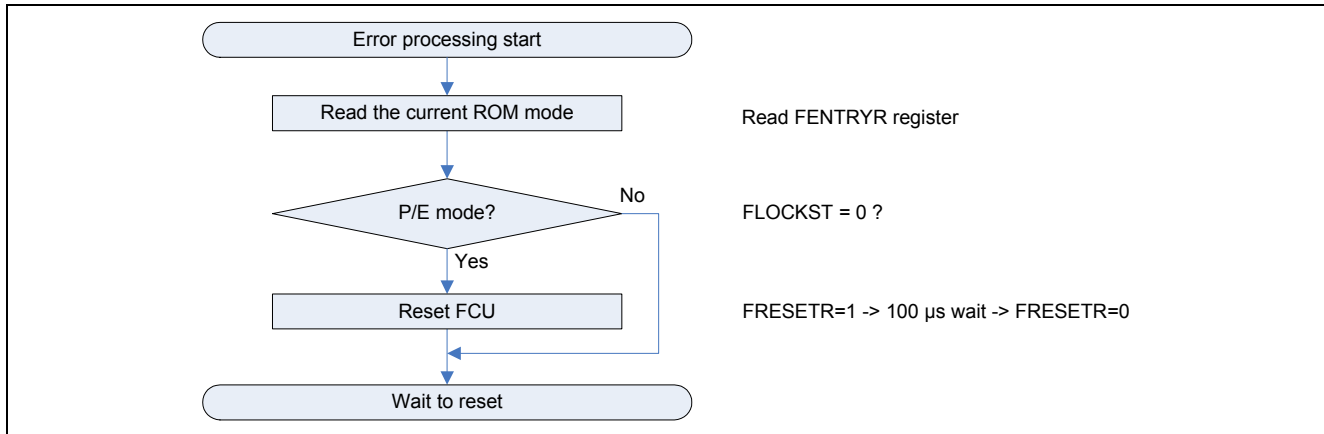 Error processing start
Read the current ROM mode
Read FENTRYR register
No
P/E mode?
FLOCKST = 0 ?
Yes
Reset FCU
FRESETR=1 -> 100 µs wait -> FRESETR=0
Wait to reset